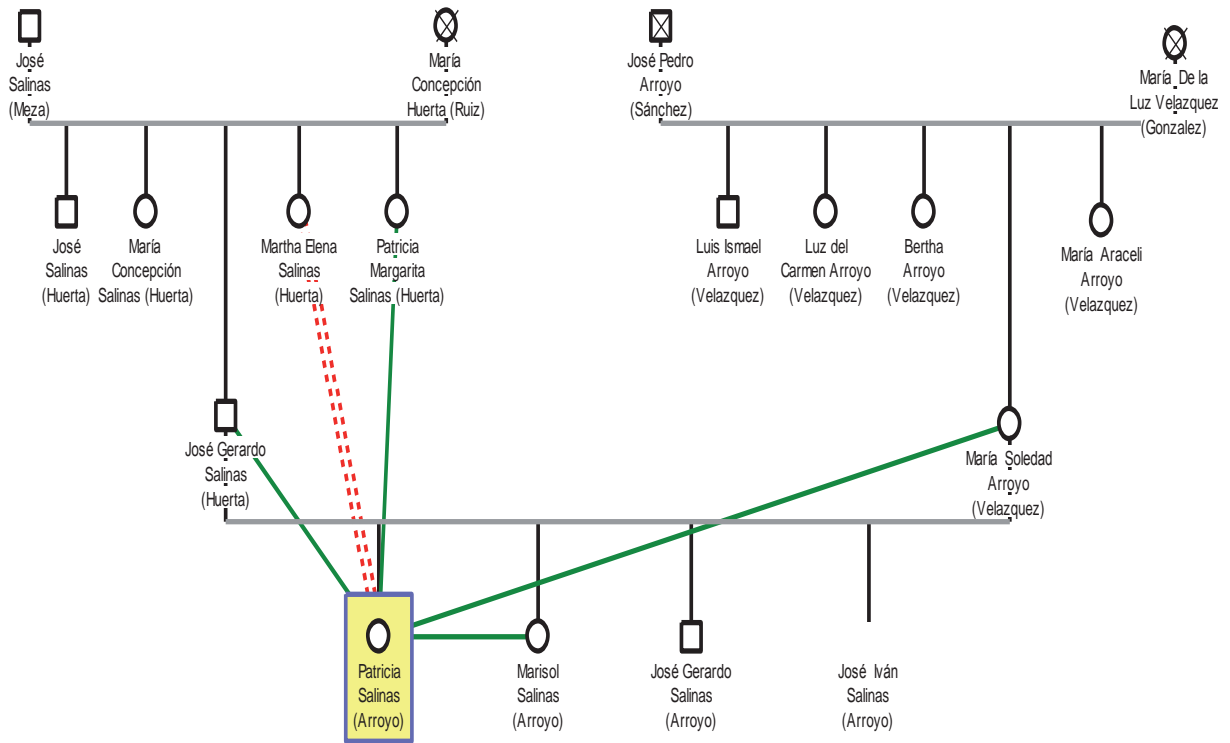 José
Salinas
(Meza)
María
Concepción
Huerta (Ruiz)
José Pedro
Arroyo
(Sánchez)
María De la
Luz Velazquez
(Gonzalez)
José
Salinas
(Huerta)
María
Concepción
Salinas (Huerta)
Martha Elena
Salinas
(Huerta)
Patricia
Margarita
Salinas (Huerta)
Luis Ismael
Arroyo
(Velazquez)
Luz del
Carmen Arroyo
(Velazquez)
Bertha
Arroyo
(Velazquez)
María Araceli
Arroyo
(Velazquez)
José Gerardo
Salinas
(Huerta)
María Soledad
Arroyo
(Velazquez)
Patricia
Salinas
(Arroyo)
Marisol
Salinas
(Arroyo)
José Gerardo
Salinas
(Arroyo)
José Iván
Salinas
(Arroyo)